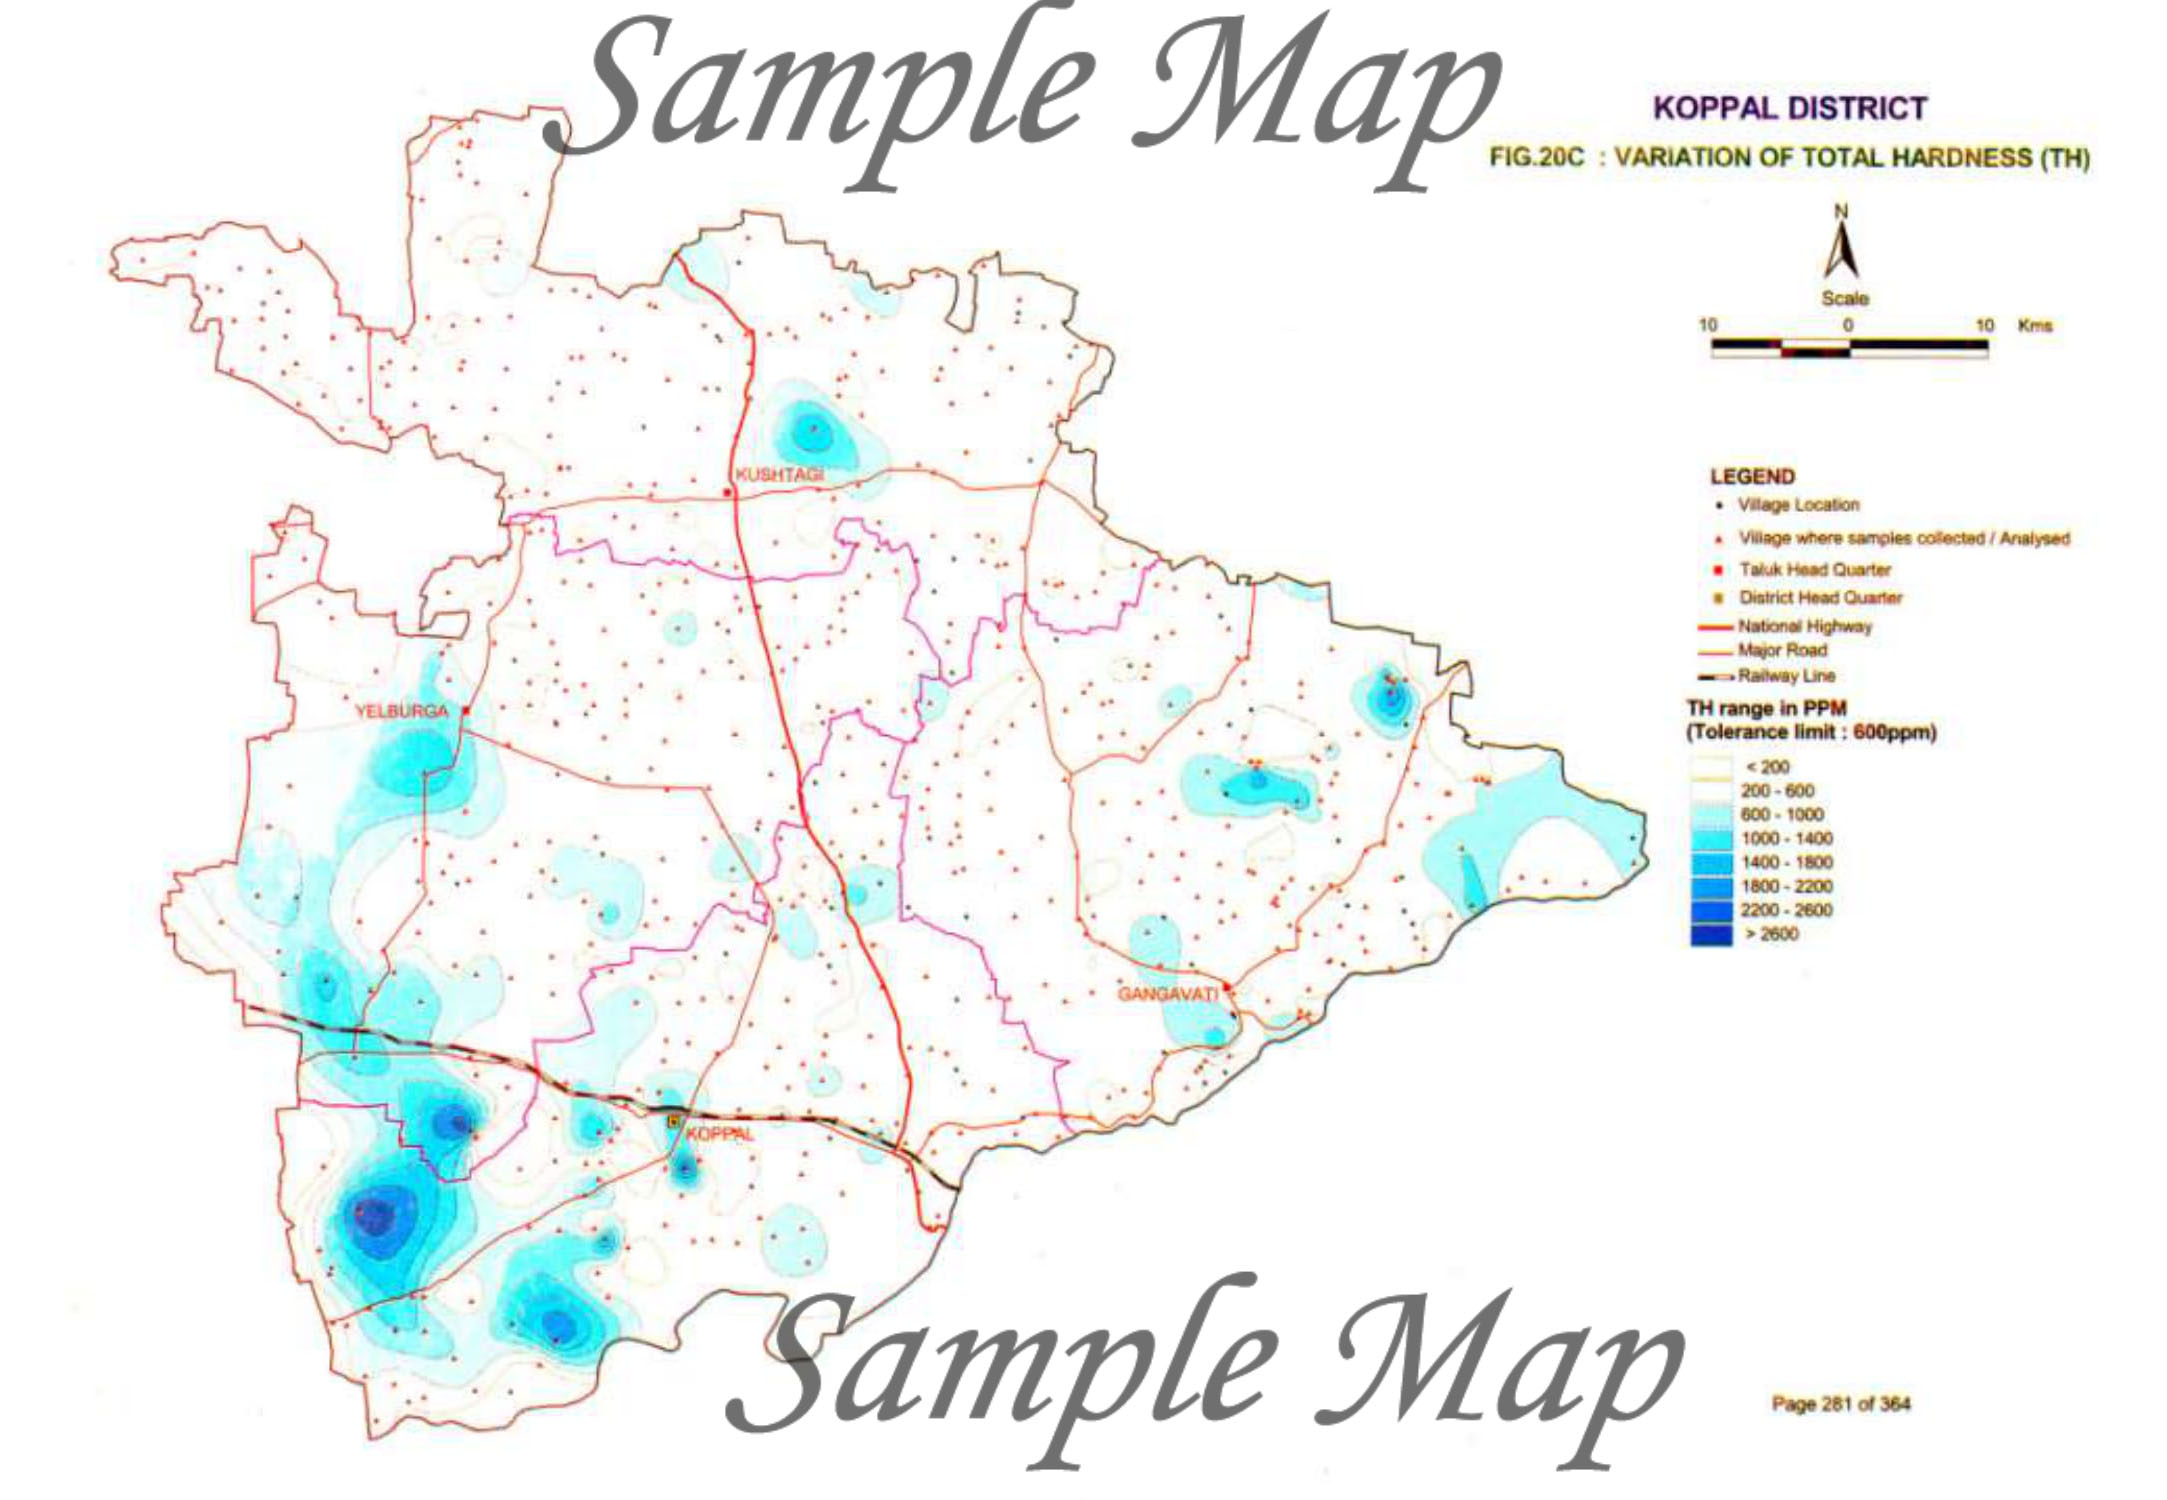 Sample Map
KOPPAL DISTRICT
FIG.20C : VARIATION OF TOTAL HARDNESS (TH)
N
Scale
10 0 10 Kms
KUSHTAGI
YELBURGA
GANGAVATI
KOPPAL
LEGEND
Village Location
Village where samples collected / Analysed
Taluk Head Quarter
District Head Quarter
National Highway
Major Road
Railway Line
TH range in PPM
(Tolerance limit : 600ppm)
< 200
200 - 600
600 - 1000
1000 - 1400
1400 - 1800
1800 - 2200
2200 - 2600
> 2600
Sample Map
Page 281 of 364